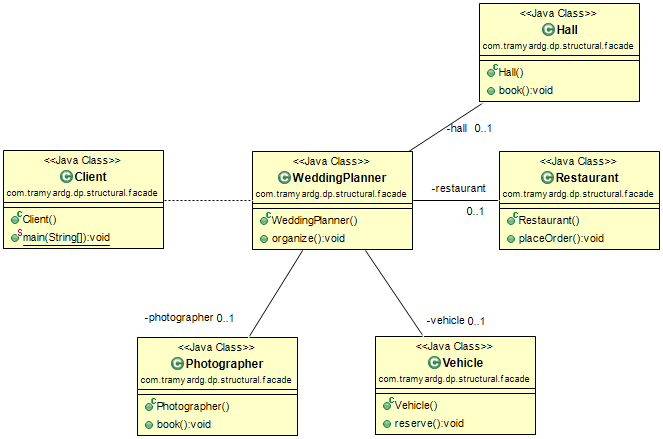 <<Java Class>>
Hall
com.tramyardg.dp.structural.facade
Hall()
book():void
-hall 0..1
<<Java Class>>
Client
com.tramyardg.dp.structural.facade
Client()
main(String[]):void
<<Java Class>>
WeddingPlanner
com.tramyardg.dp.structural.facade
WeddingPlanner()
organize():void
-restaurant
0..1
<<Java Class>>
Restaurant
com.tramyardg.dp.structural.facade
Restaurant()
placeOrder():void
-photographer 0..1
-vehicle 0..1
<<Java Class>>
Photographer
com.tramyardg.dp.structural.facade
Photographer()
book():void
<<Java Class>>
Vehicle
com.tramyardg.dp.structural.facade
Vehicle()
reserve():void